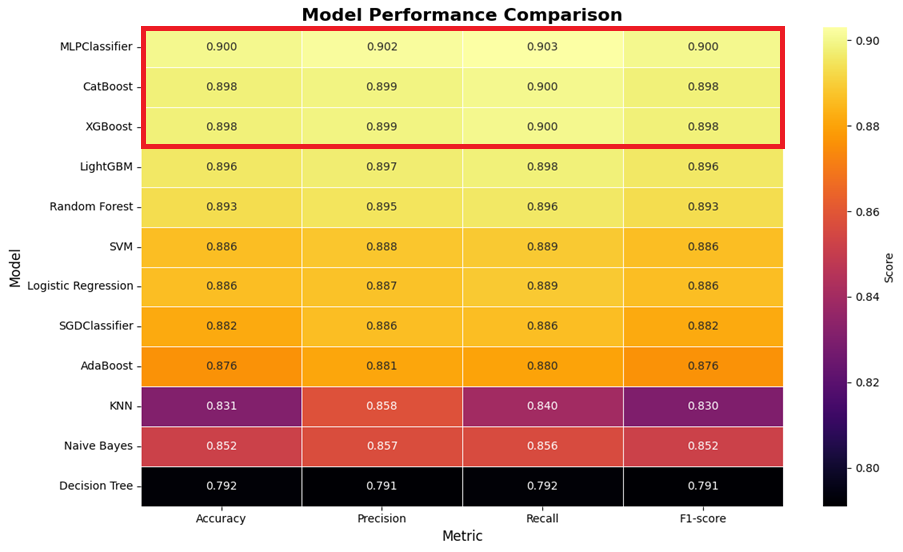 Model Performance Comparison
MLPClassifier 0.900 0.902 0.903 0.900
CatBoost 0.898 0.899 0.900 0.898
XGBoost 0.898 0.899 0.900 0.898
LightGBM 0.896 0.897 0.898 0.896
Random Forest 0.893 0.895 0.896 0.893
SVM 0.886 0.888 0.889 0.886
Logistic Regression 0.886 0.887 0.889 0.886
SGDClassifier 0.882 0.886 0.886 0.882
AdaBoost 0.876 0.881 0.880 0.876
KNN 0.831 0.858 0.840 0.830
Naive Bayes 0.852 0.857 0.856 0.852
Decision Tree 0.792 0.791 0.792 0.791
Accuracy Precision Recall F1-score
Metric
Model
0.90
0.88
0.86
0.84
0.82
0.80
Score